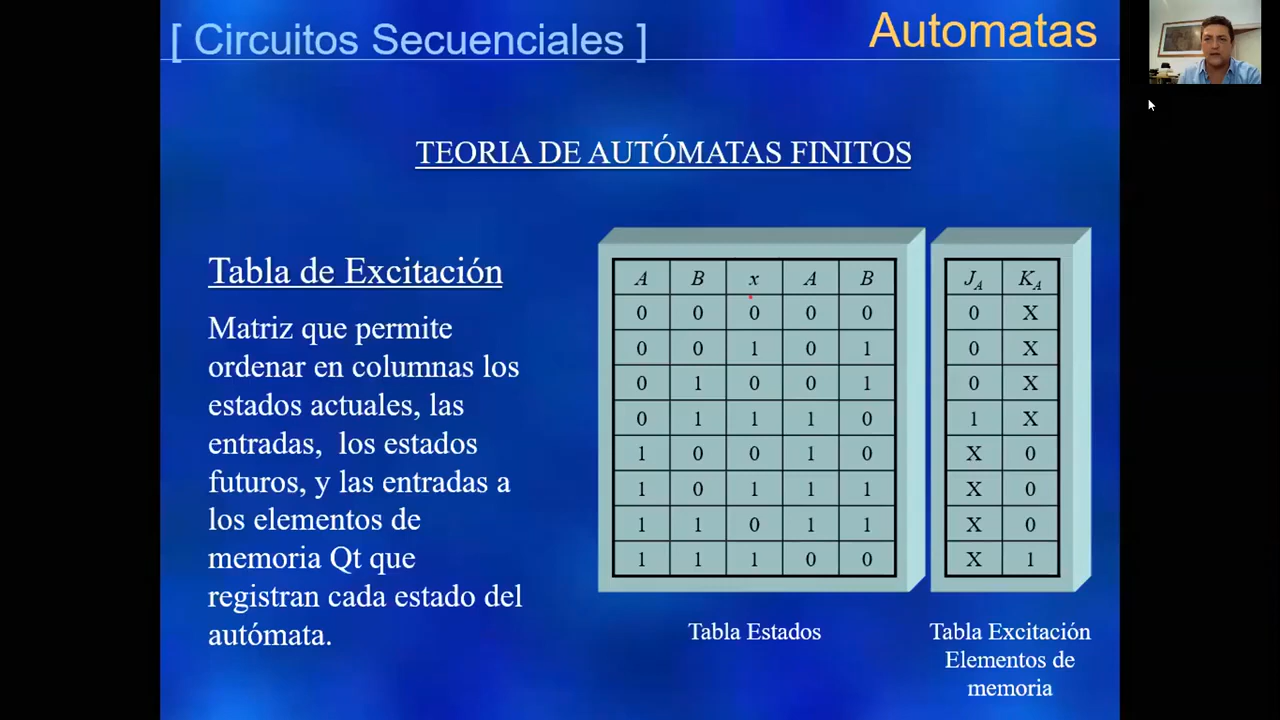 [ Circuitos Secuenciales ]
Automatas
TEORIA DE AUTÓMATAS FINITOS
Tabla de Excitación
Matriz que permite
ordenar en columnas los
estados actuales, las
entradas, los estados
futuros, y las entradas a
los elementos de
memoria Qt que
registran cada estado del
autómata.
A B x A B
0 0 0 0 0
0 0 1 0 1
0 1 0 0 1
0 1 1 1 0
1 0 0 1 0
1 0 1 1 1
1 1 0 1 1
1 1 1 0 0
Tabla Estados
J_A K_A
0 X
0 X
0 X
1 X
X 0
X 0
X 0
X 1
Tabla Excitación
Elementos de
memoria